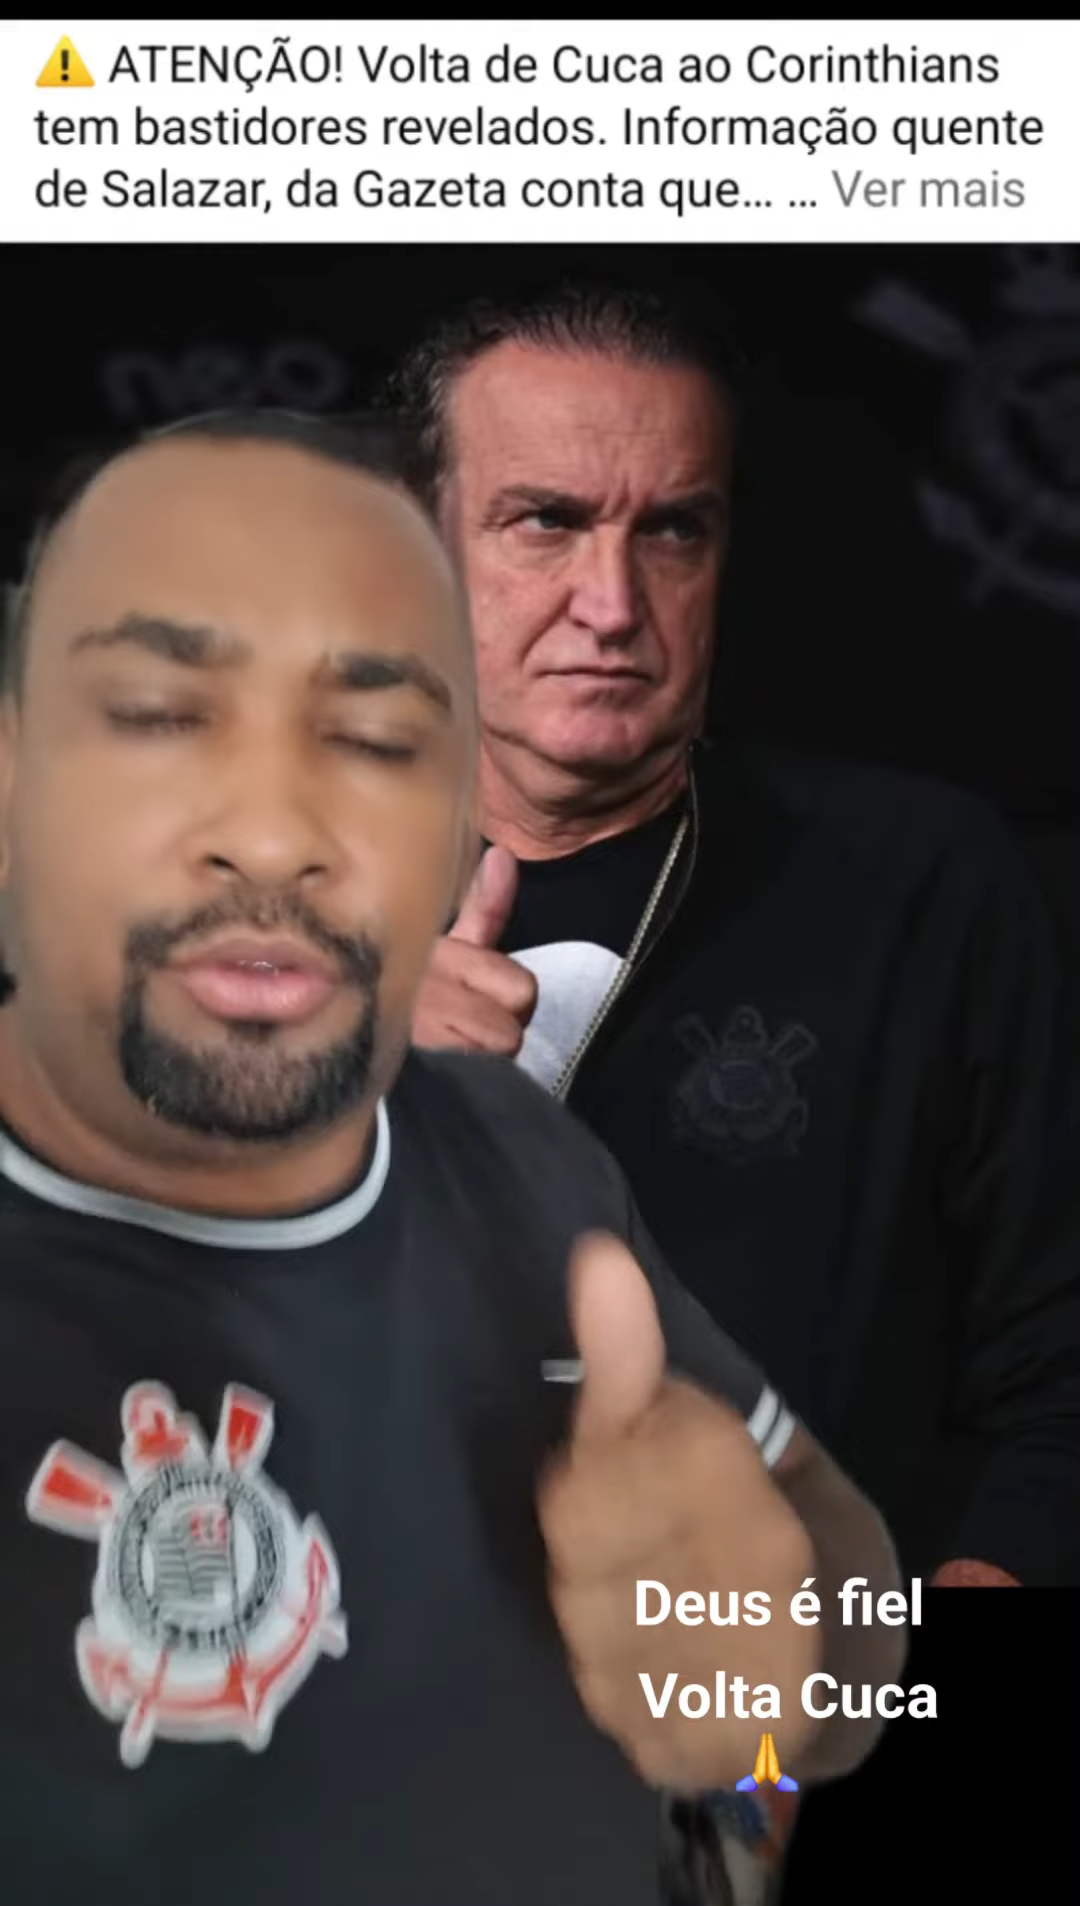 ⚠️ ATENÇÃO! Volta de Cuca ao Corinthians
tem bastidores revelados. Informação quente
de Salazar, da Gazeta conta que... ... Ver mais
neo
Deus é fiel
Volta Cuca
🙏